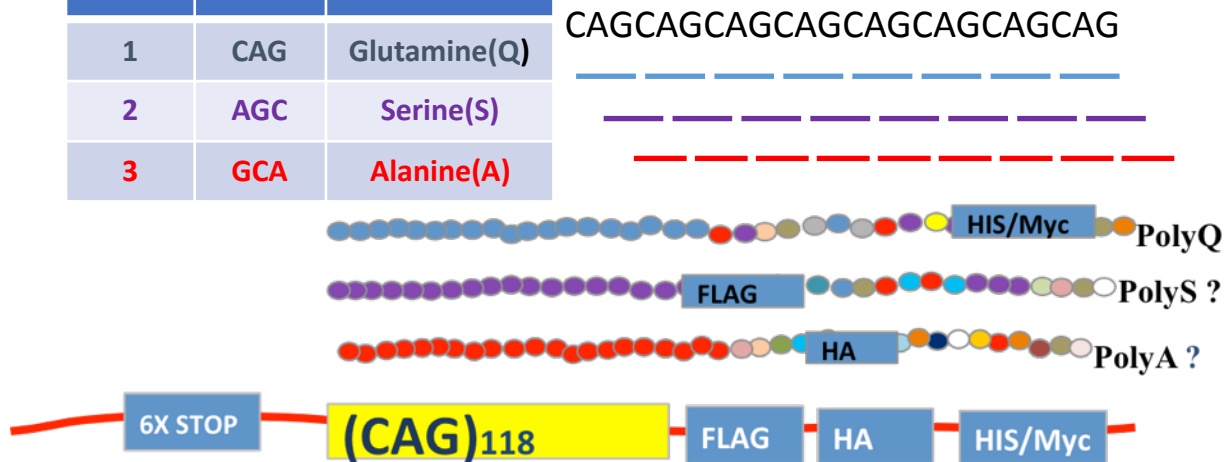 CAGCAGCAGCAGCAGCAGCAGCAG
1 CAG Glutamine(Q)
2 AGC Serine(S)
3 GCA Alanine(A)
HIS/Myc PolyQ
FLAG PolyS ?
HA PolyA ?
6X STOP (CAG)118 FLAG HA HIS/Myc